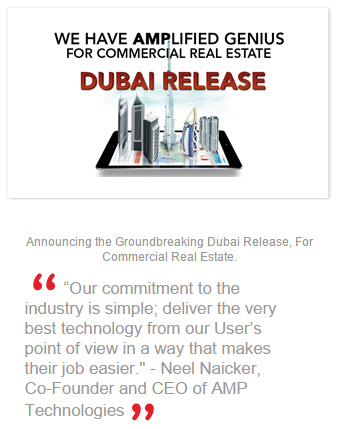 WE HAVE AMPLIFIED GENIUS
FOR COMMERCIAL REAL ESTATE
DUBAI RELEASE
Announcing the Groundbreaking Dubai Release, For
Commercial Real Estate.
“ “Our commitment to the
industry is simple; deliver the very
best technology from our User’s
point of view in a way that makes
their job easier." - Neel Naicker,
Co-Founder and CEO of AMP
Technologies ”